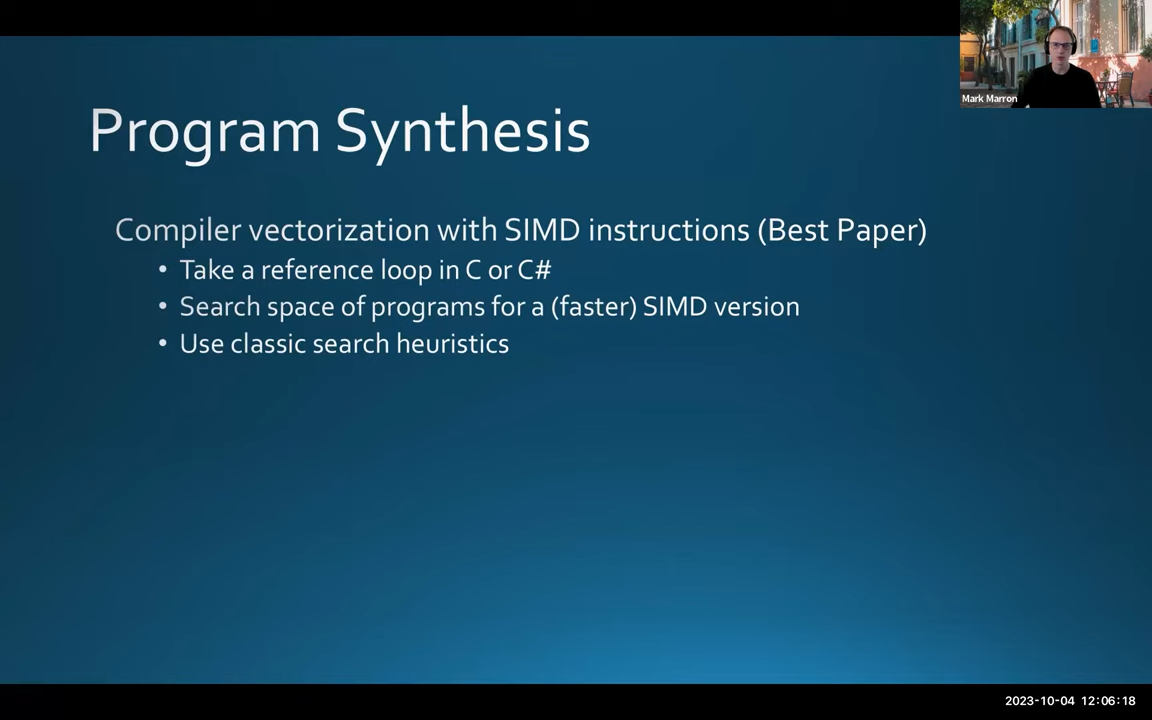 Mark Marron
Program Synthesis
Compiler vectorization with SIMD instructions (Best Paper)
• Take a reference loop in C or C#
• Search space of programs for a (faster) SIMD version
• Use classic search heuristics
2023-10-04 12:06:18